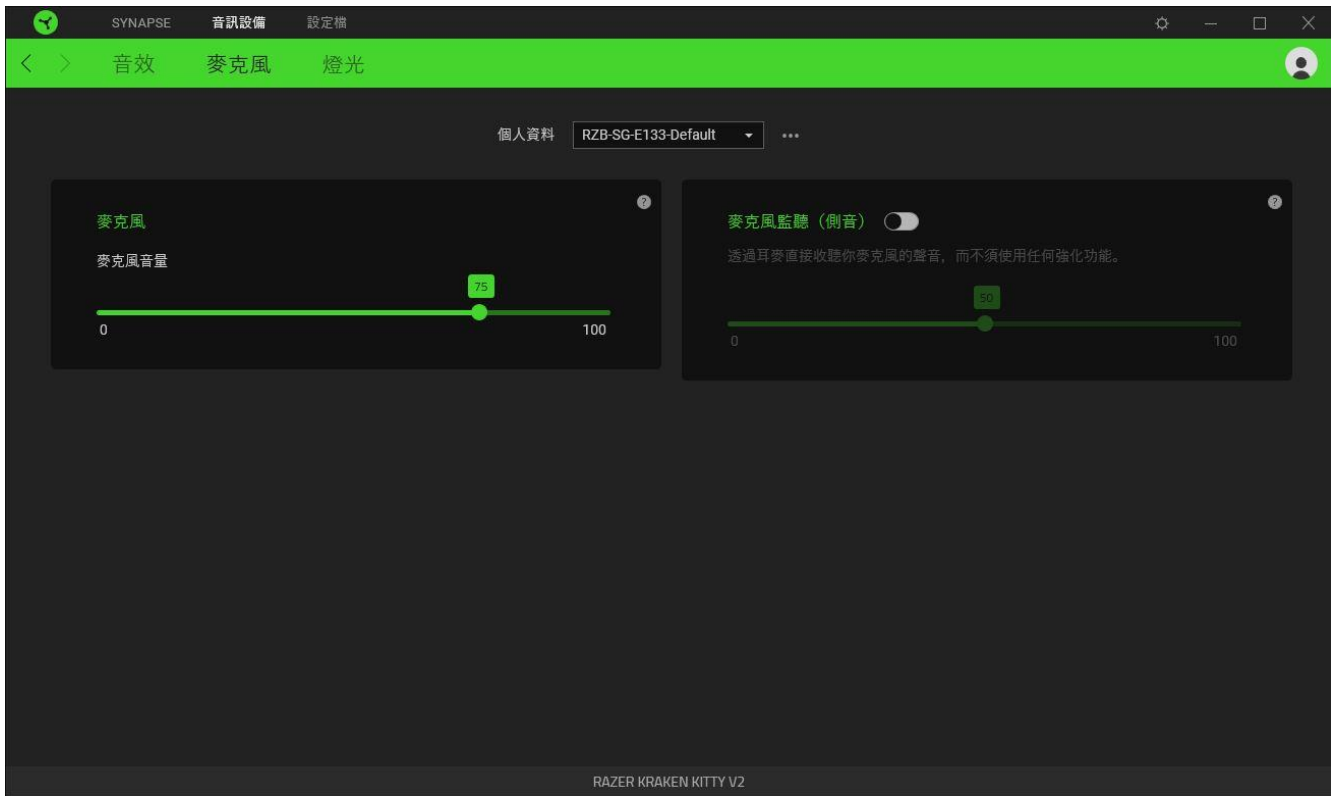 SYNAPSE 音訊設備 設定檔
音效 麥克風 燈光
個人資料 RZB-SG-E133-Default
麥克風
麥克風音量
75
0 100
麥克風監聽（側音）
透過耳麥直接收聽你麥克風的聲音，而不須使用任何強化功能。
50
0 100
RAZER KRAKEN KITTY V2